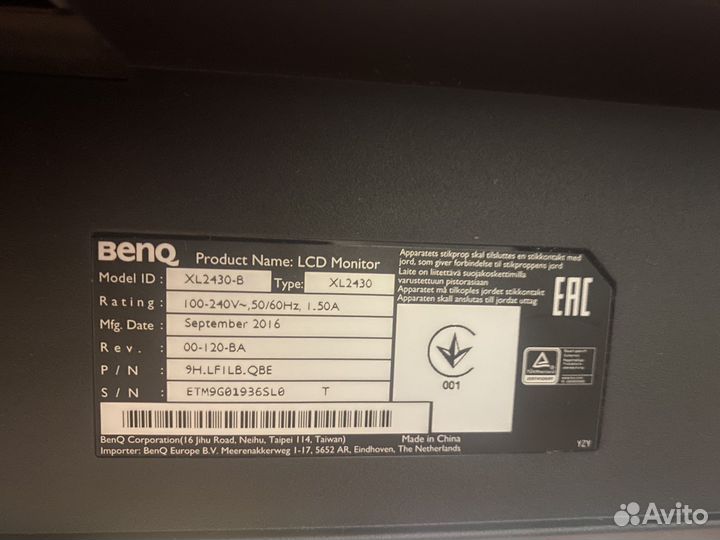 BenQ Product Name: LCD Monitor
Model ID : XL2430-B Type: XL2430
Rating : 100-240V~,50/60Hz, 1.50A
Mfg. Date : September 2016
Rev. : 00-120-BA
P / N : 9H.LF1LB.QBE
S / N : ETM9G01936SL0 T
BenQ Corporation(16 Jihu Road, Neihu, Taipei 114, Taiwan)
Importer: BenQ Europe B.V. Meerenakkerweg 1-17, 5652 AR, Eindhoven, The Netherlands
Made in China
Apparatets stikprop skal tilsluttes en stikkontakt med
jord, som giver forbindelse til stikproppens jord
Laite on liitettävä suojakoskettimilla
varustettuun pistorasiaan
Apparatet må tilkoples jordet stikkontakt
Apparaten skall anslutas till jordat uttag
EAC
001
YZY
Avito